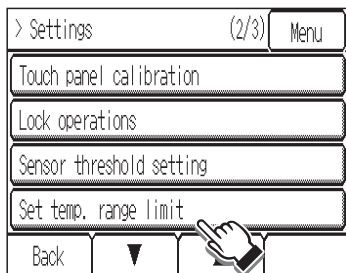 > Settings (2/3) Menu
Touch panel calibration
Lock operations
Sensor threshold setting
Set temp. range limit
Back ▼ ▲